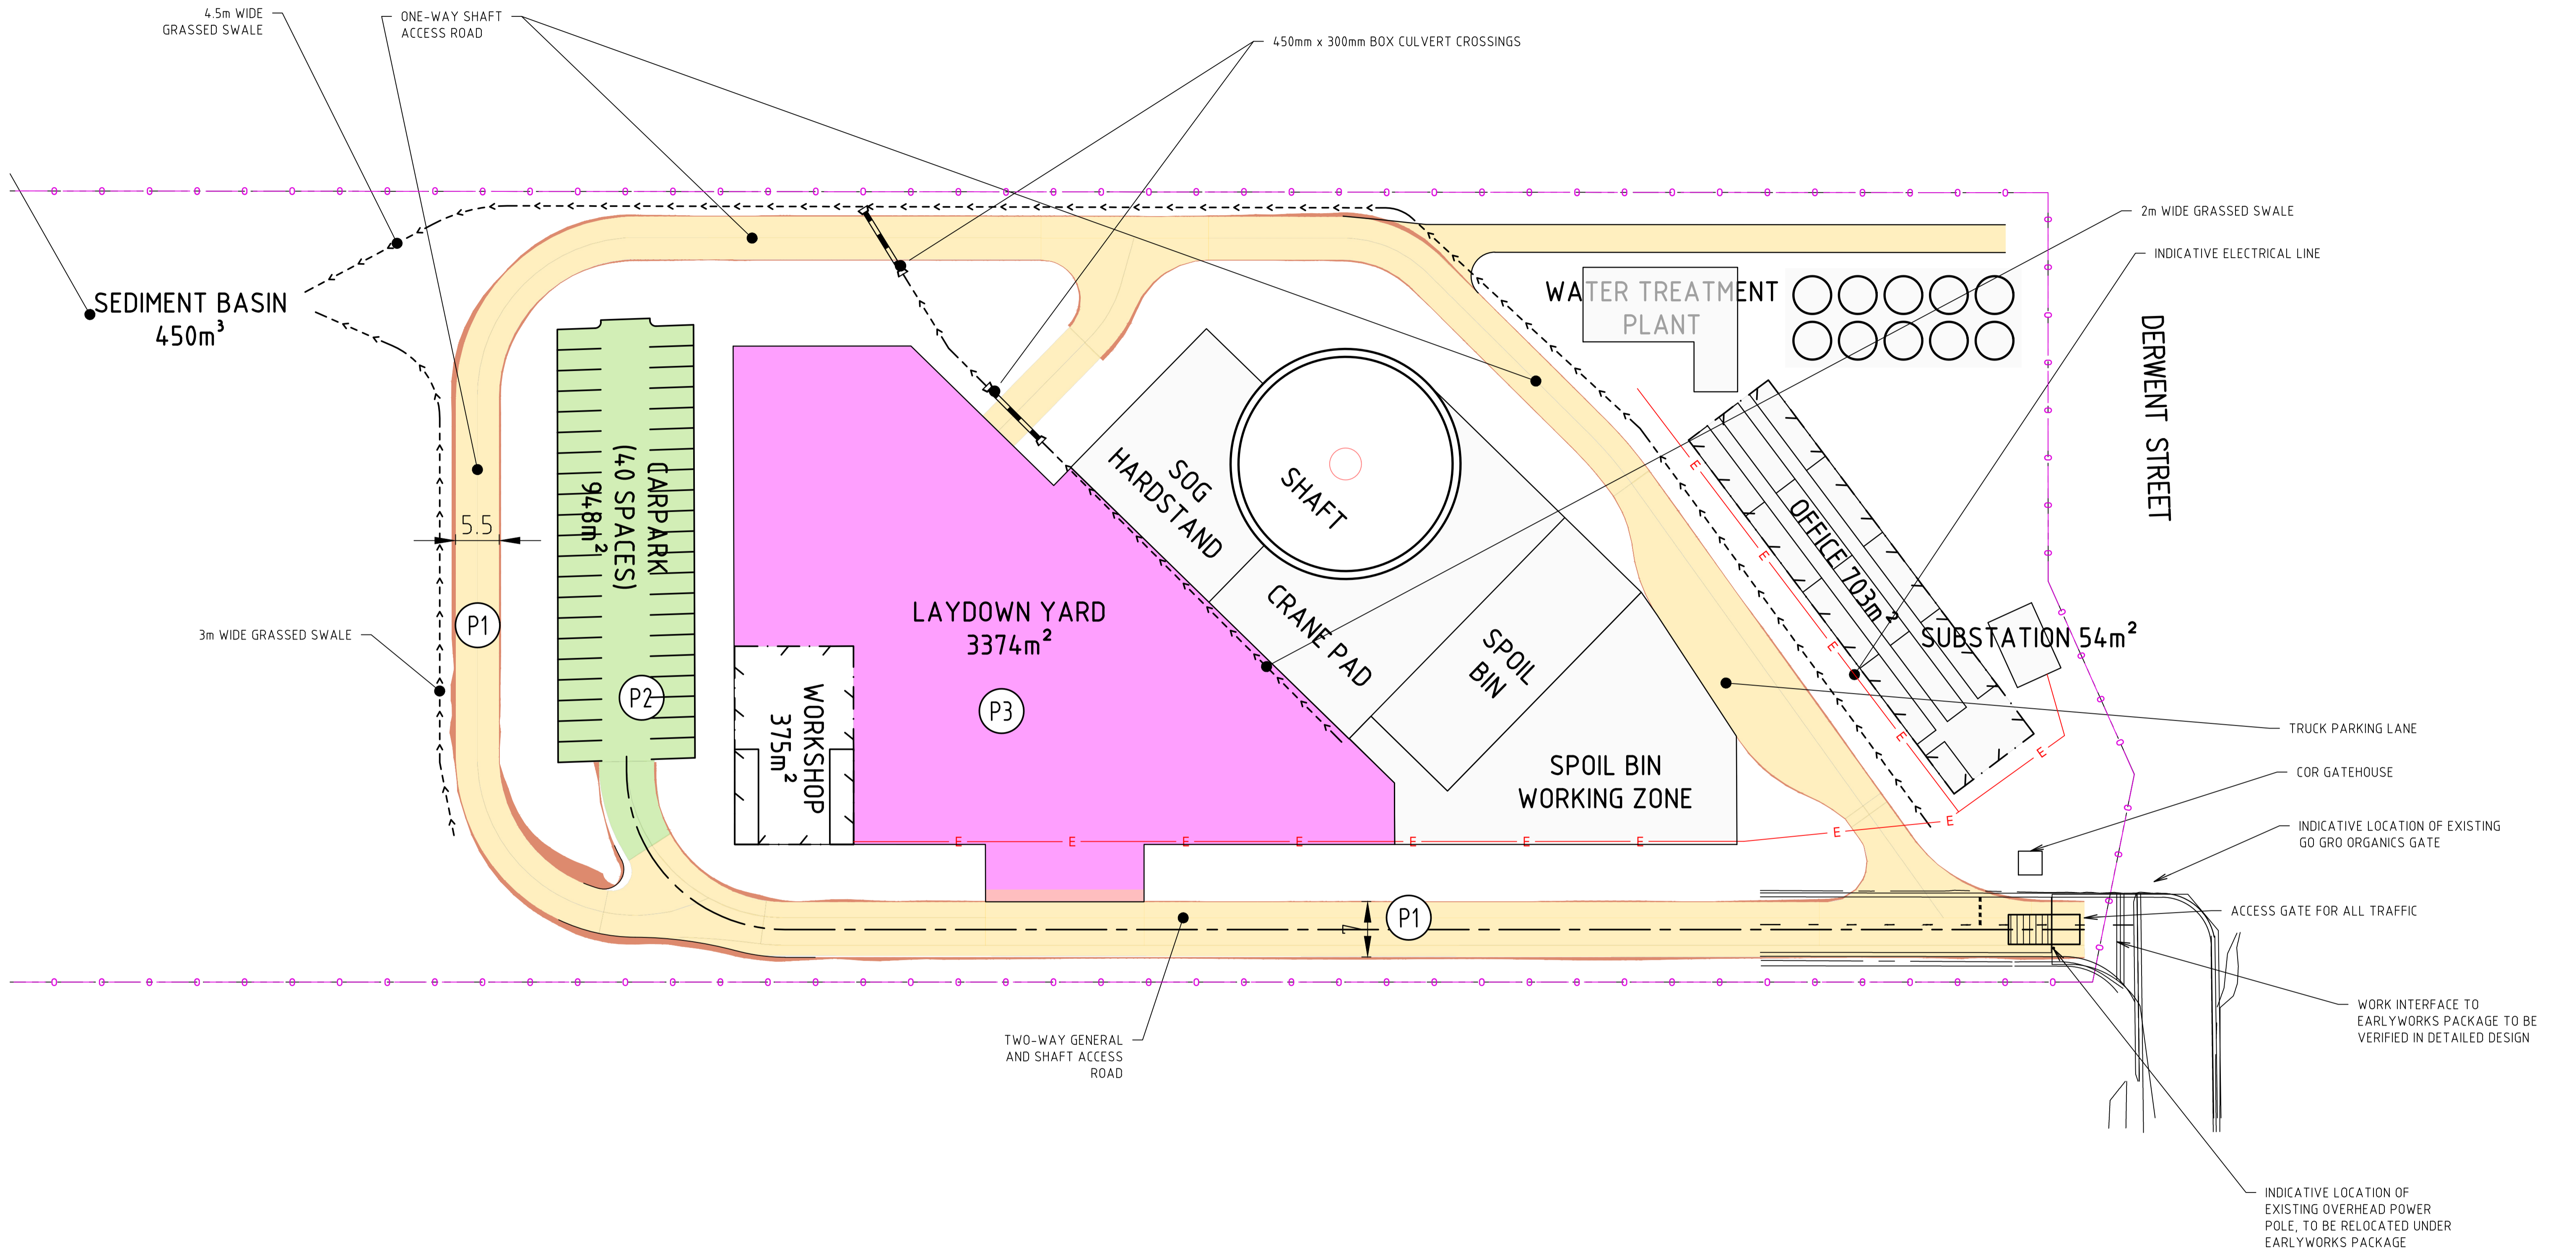 4.5m WIDE
GRASSED SWALE
ONE-WAY SHAFT
ACCESS ROAD
450mm x 300mm BOX CULVERT CROSSINGS
2m WIDE GRASSED SWALE
INDICATIVE ELECTRICAL LINE
SEDIMENT BASIN
450m³
WATER TREATMENT
PLANT
DERWENT STREET
CARPARK
(40 SPACES)
948m²
5.5
P1
P2
3m WIDE GRASSED SWALE
LAYDOWN YARD
3374m²
P3
WORKSHOP
375m²
SOG
HARDSTAND
SHAFT
CRANE PAD
SPOIL
BIN
SPOIL BIN
WORKING ZONE
OFFICE 703m²
SUBSTATION 54m²
E
E
E
E
E
E
E
E
E
E
E
E
E
E
TRUCK PARKING LANE
COR GATEHOUSE
INDICATIVE LOCATION OF EXISTING
GO GRO ORGANICS GATE
ACCESS GATE FOR ALL TRAFFIC
P1
7
TWO-WAY GENERAL
AND SHAFT ACCESS
ROAD
WORK INTERFACE TO
EARLYWORKS PACKAGE TO BE
VERIFIED IN DETAILED DESIGN
INDICATIVE LOCATION OF
EXISTING OVERHEAD POWER
POLE, TO BE RELOCATED UNDER
EARLYWORKS PACKAGE